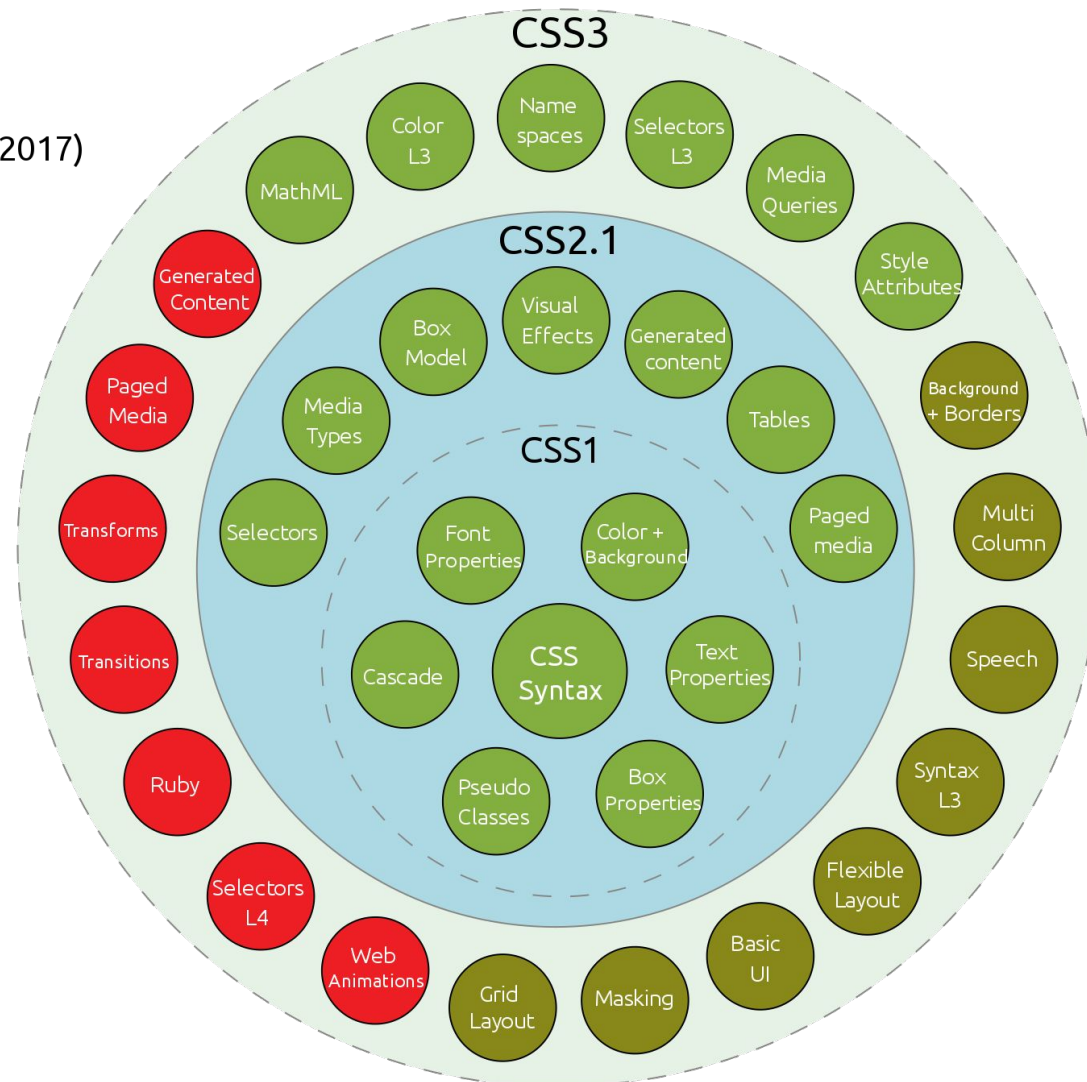 CSS3
2017)
Name
spaces
Color
L3
Selectors
L3
MathML
Media
Queries
Generated
Content
Style
Attributes
Paged
Media
Background
+ Borders
Transforms
Multi
Column
Transitions
Speech
Ruby
Syntax
L3
Selectors
L4
Flexible
Layout
Web
Animations
Basic
UI
Grid
Layout
Masking
CSS2.1
Visual
Effects
Box
Model
Generated
content
Media
Types
Tables
Selectors
Paged
media
CSS1
Font
Properties
Color +
Background
Cascade
CSS
Syntax
Text
Properties
Pseudo
Classes
Box
Properties